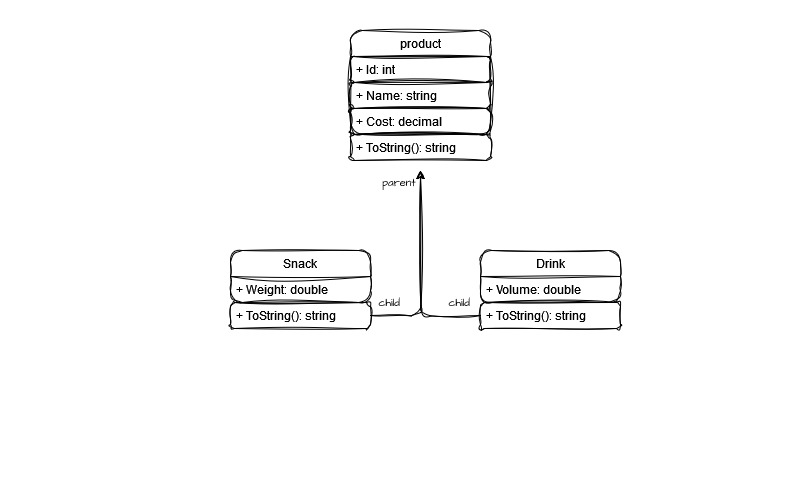 product
+ Id: int
+ Name: string
+ Cost: decimal
+ ToString(): string
parent
Snack
+ Weight: double
+ ToString(): string
child
child
Drink
+ Volume: double
+ ToString(): string